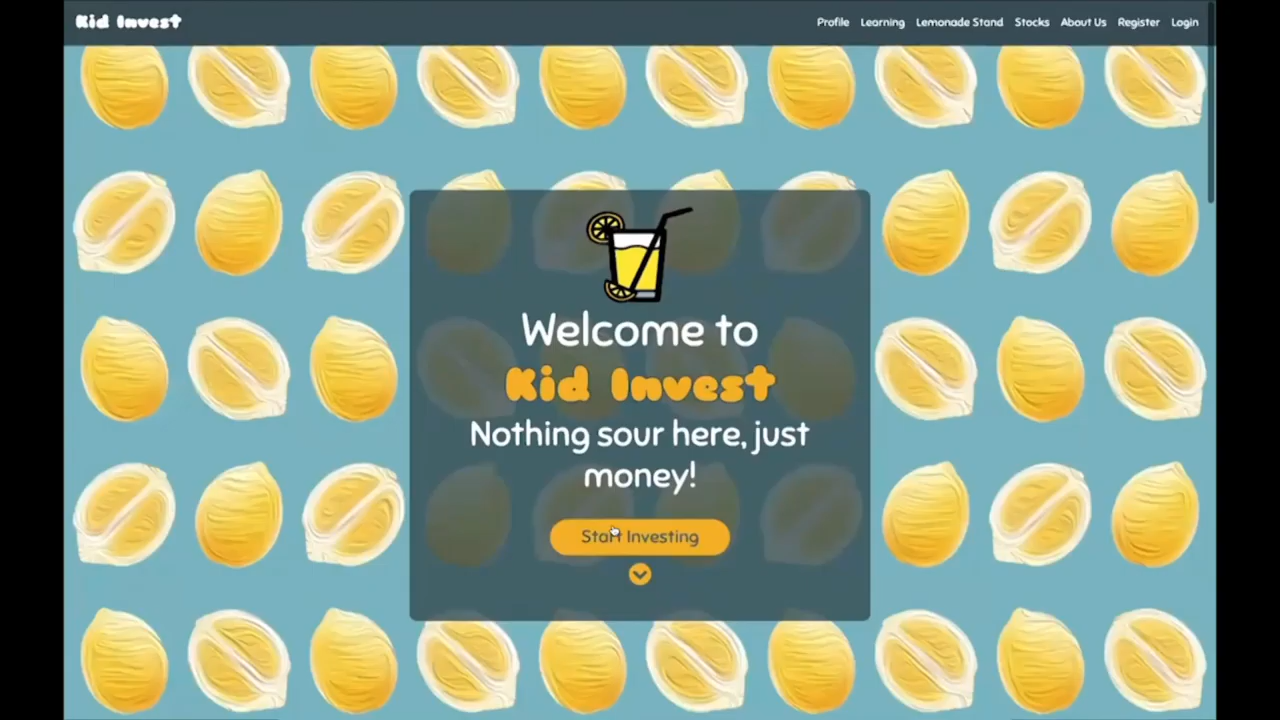 Kid Invest
Profile Learning Lemonade Stand Stocks About Us Register Login
Welcome to
Kid Invest
Nothing sour here, just
money!
Start Investing